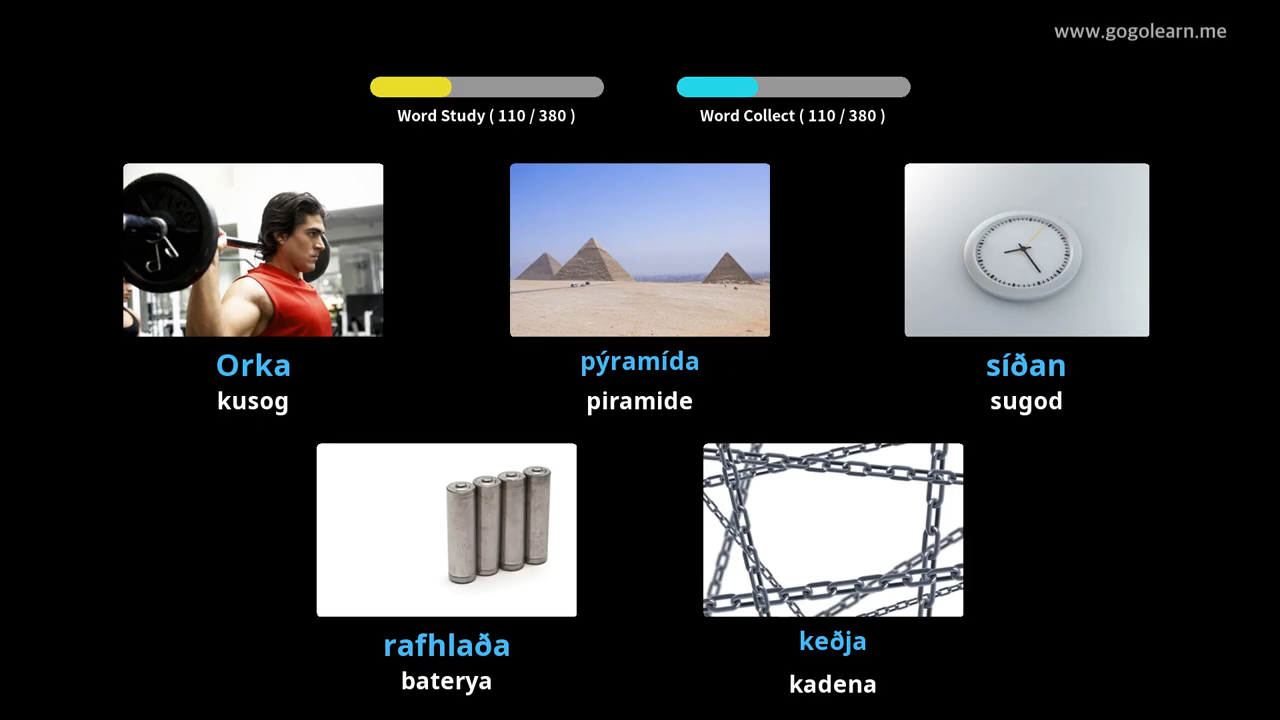 www.gogolearn.me
Word Study ( 110 / 380 )
Word Collect ( 110 / 380 )
Orka
kusog
pýramída
piramide
síðan
sugod
rafhlaða
baterya
keðja
kadena